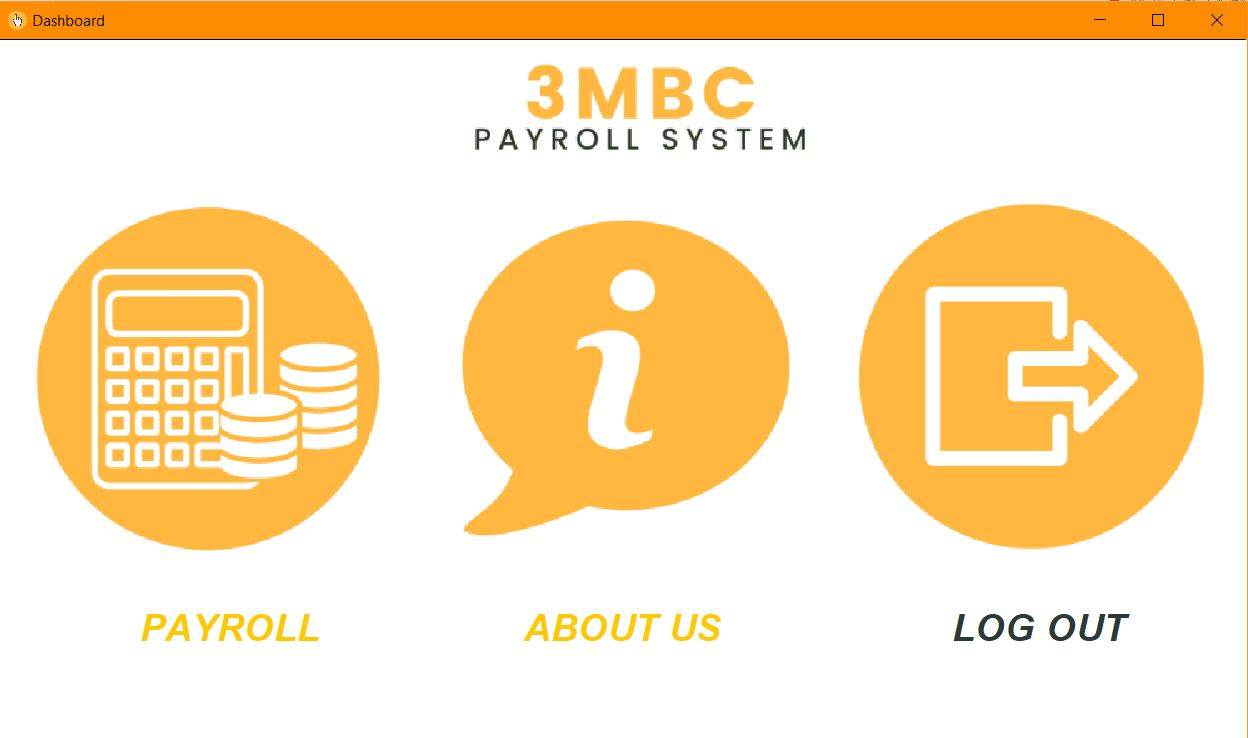 Dashboard
3MBC
PAYROLL SYSTEM
PAYROLL
ABOUT US
LOG OUT